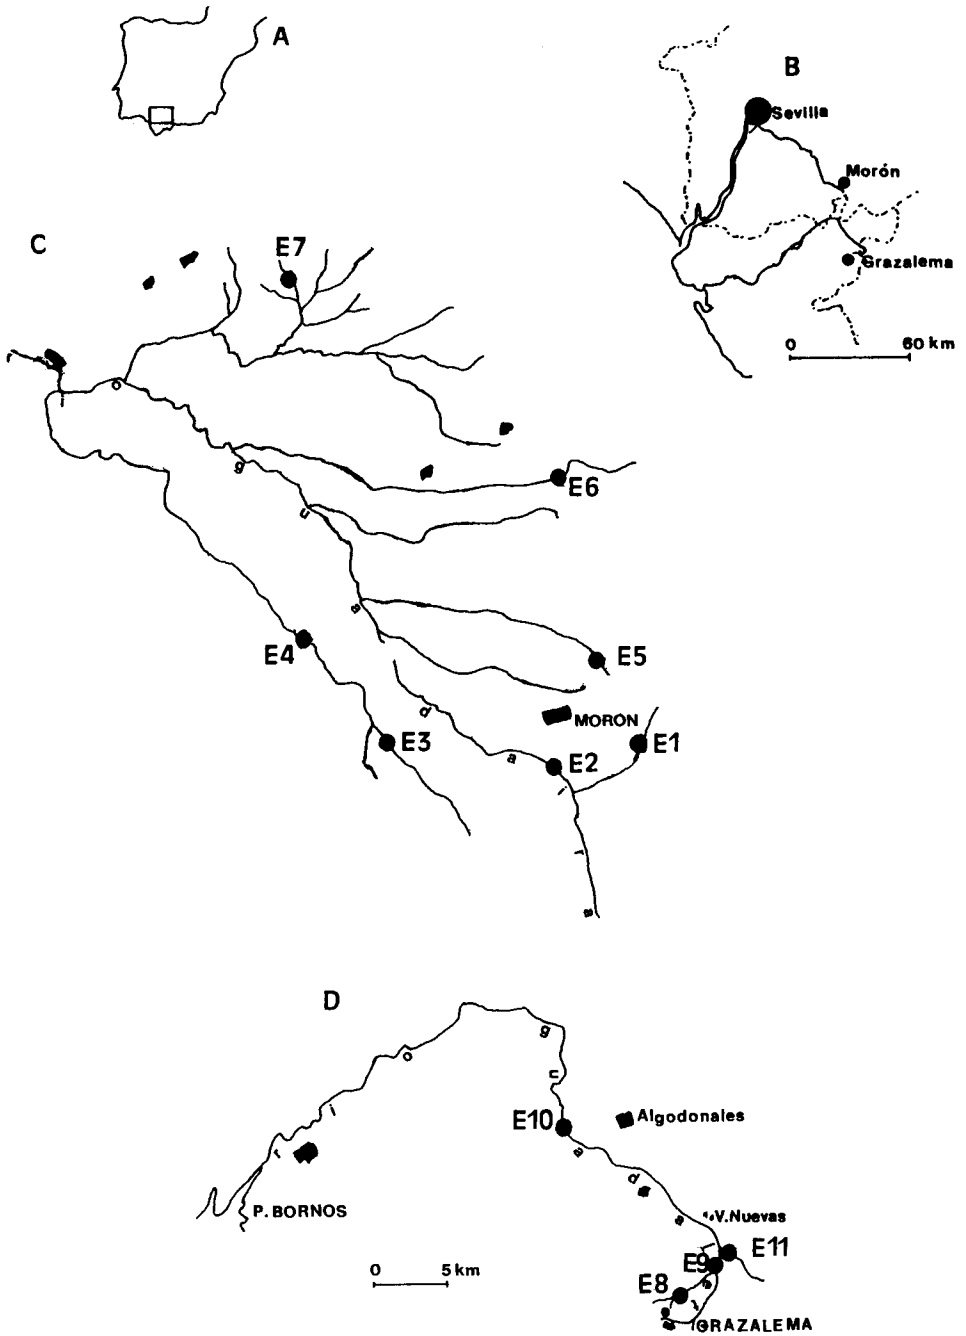 A
B
Sevilla
Morón
Grazalema
0 60 km
C
E7
o
g
E6
u
a
E5
E4
d
MORON
E3
a
E2
E1
i
r
a
D
g
o
u
i
E10
Algodonales
r
a
d
P. BORNOS
a
V. Nuevas
E11
E9
0 5 km
E8
GRAZALEMA